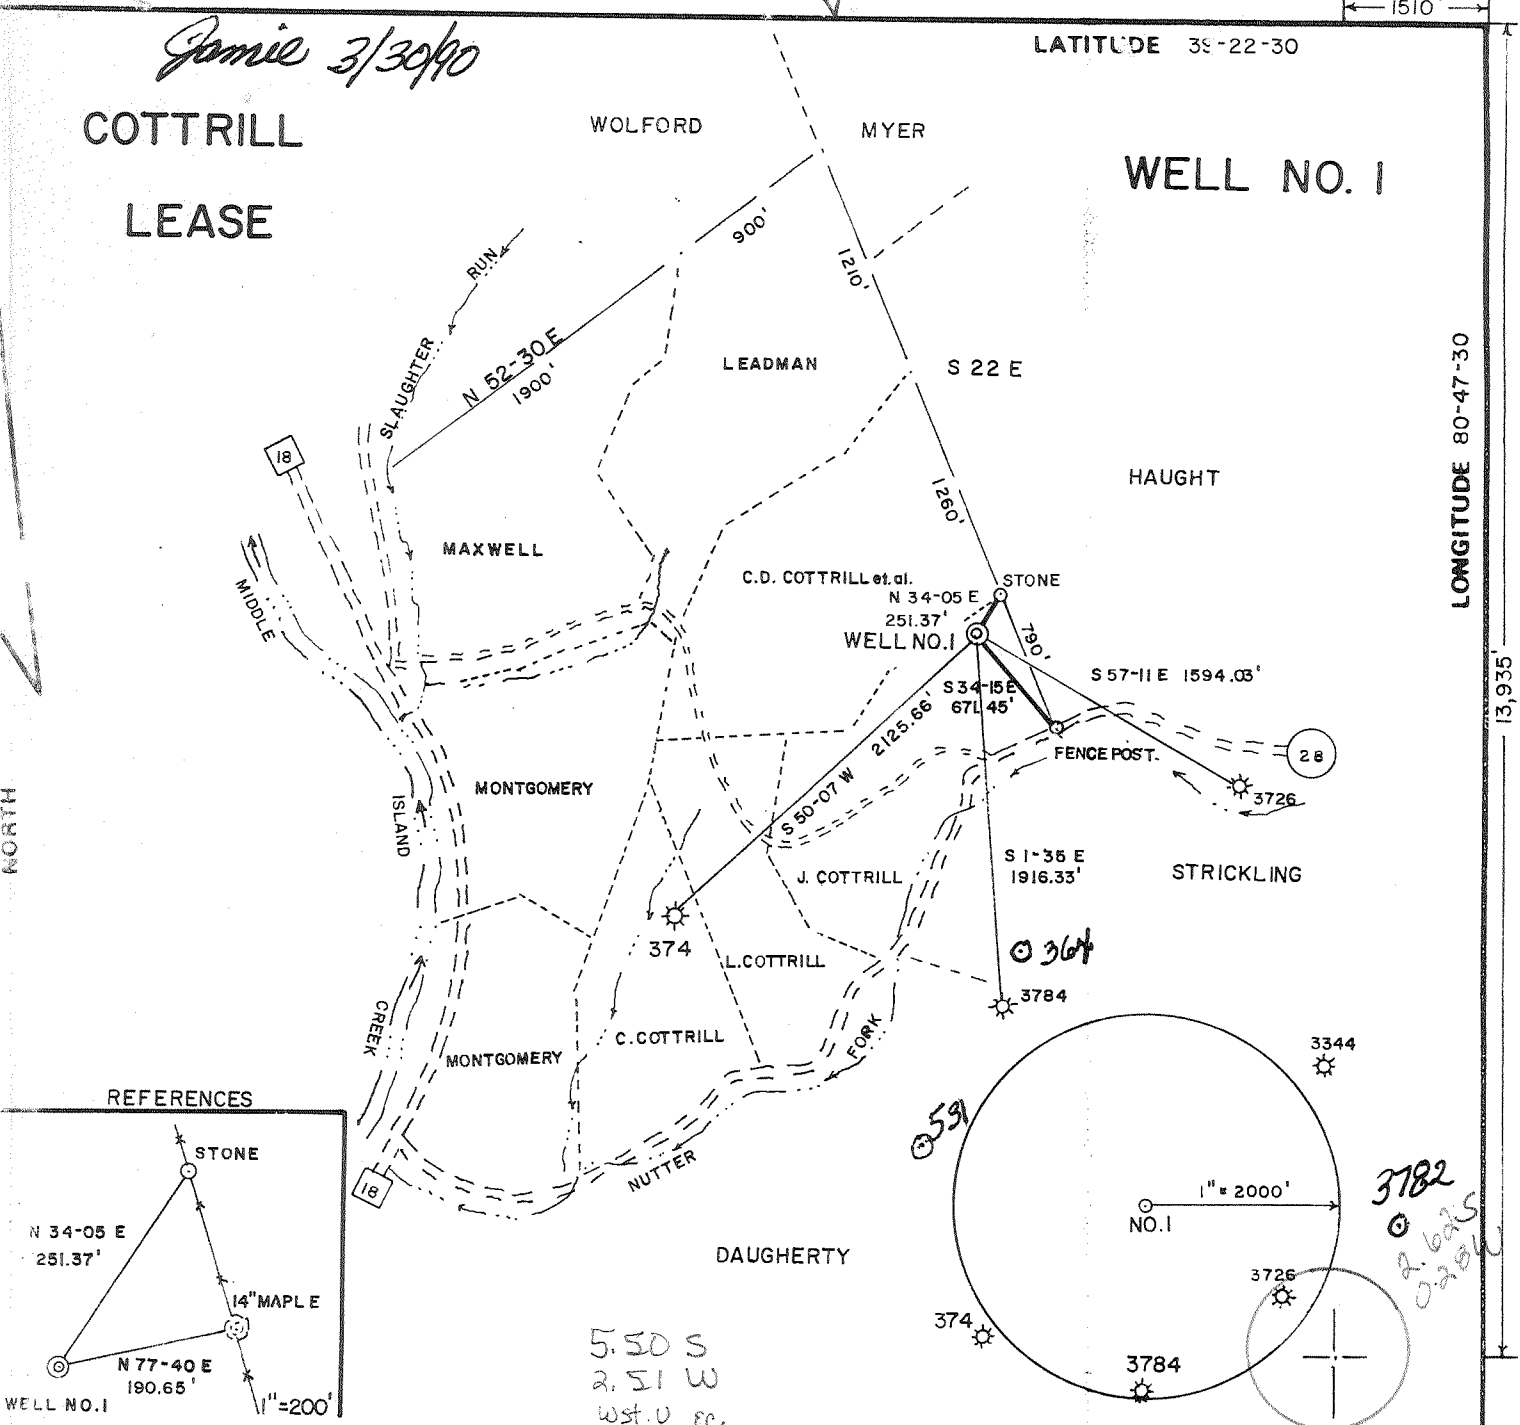 1510'
Jamie 3/30/90
LATITUDE 39-22-30
COTTRILL
LEASE
WOLFORD
MYER
WELL NO. 1
RUN
SLAUGHTER
900'
1210'
N 52-30 E
1900'
LEADMAN
S 22 E
LONGITUDE 80-47-30
18
HAUGHT
1260'
MAXWELL
MIDDLE
C.D. COTTRILL et.al.
STONE
N 34-05 E
251.37'
WELL NO.1
790'
S 57-11 E 1594.03'
S 34-15 E
671.45'
13,935'
S 50-07 W 2125.66'
FENCE POST.
28
MONTGOMERY
ISLAND
3726
NORTH
S 1-35 E
1916.33'
J. COTTRILL
STRICKLING
374
364
L. COTTRILL
3784
CREEK
C. COTTRILL
FORK
MONTGOMERY
3344
REFERENCES
531
STONE
18
NUTTER
3782
1" = 2000'
NO.1
2.62 S
0.28 W
N 34-05 E
251.37'
DAUGHERTY
3726
14" MAPLE
374
N 77-40 E
190.65'
5.50 S
2.51 W
3784
WELL NO.1
1"=200'